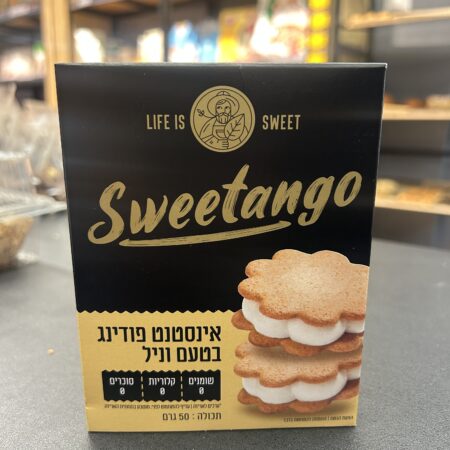 LIFE IS SWEET
Sweetango
אינסטנט פודינג
בטעם וניל
שומנים קלוריות סוכרים
0 0 0
תכולה: 50 גרם